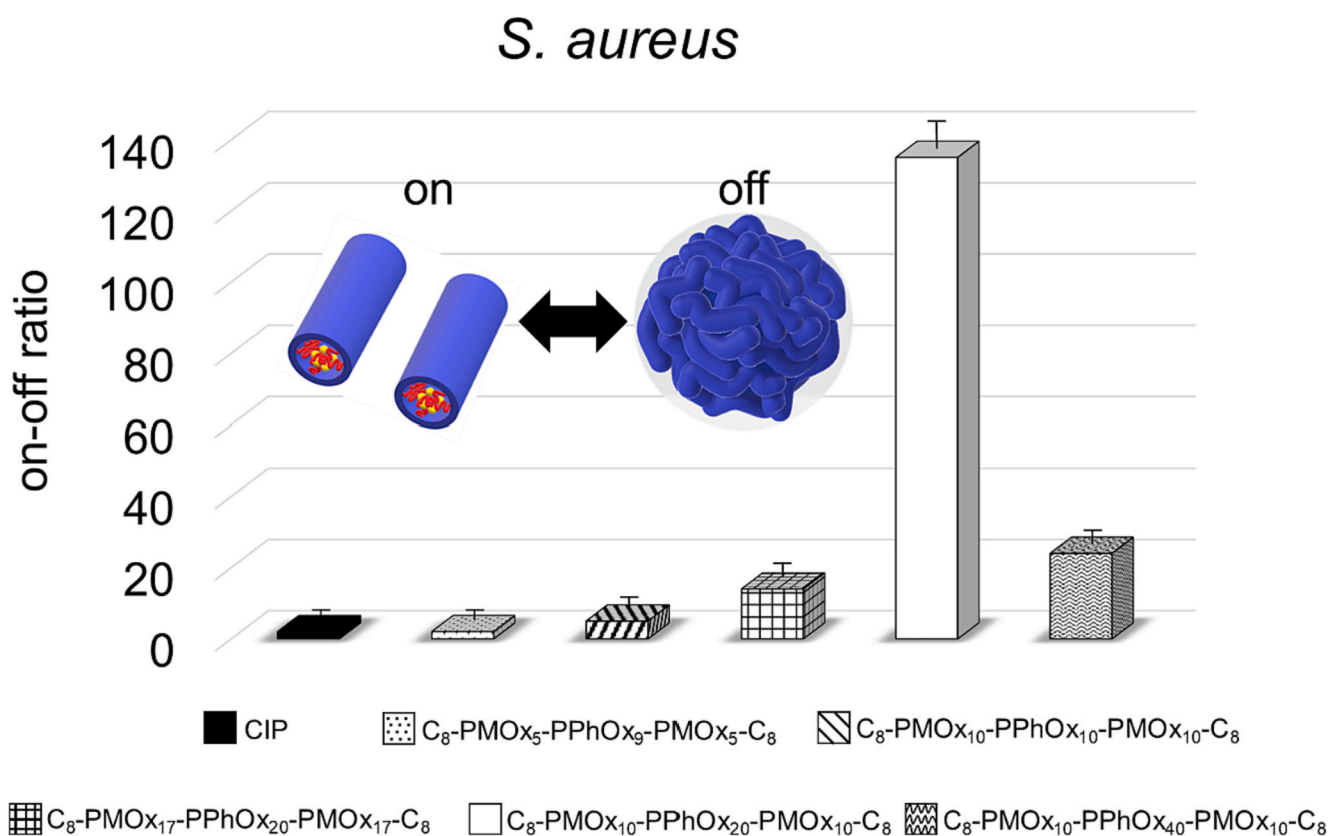 S. aureus
on-off ratio
140
120
100
80
60
40
20
0
on
off
CIP
C₈-PMOx₅-PPhOx₉-PMOx₅-C₈
C₈-PMOx₁₀-PPhOx₁₀-PMOx₁₀-C₈
C₈-PMOx₁₇-PPhOx₂₀-PMOx₁₇-C₈
C₈-PMOx₁₀-PPhOx₂₀-PMOx₁₀-C₈
C₈-PMOx₁₀-PPhOx₄₀-PMOx₁₀-C₈